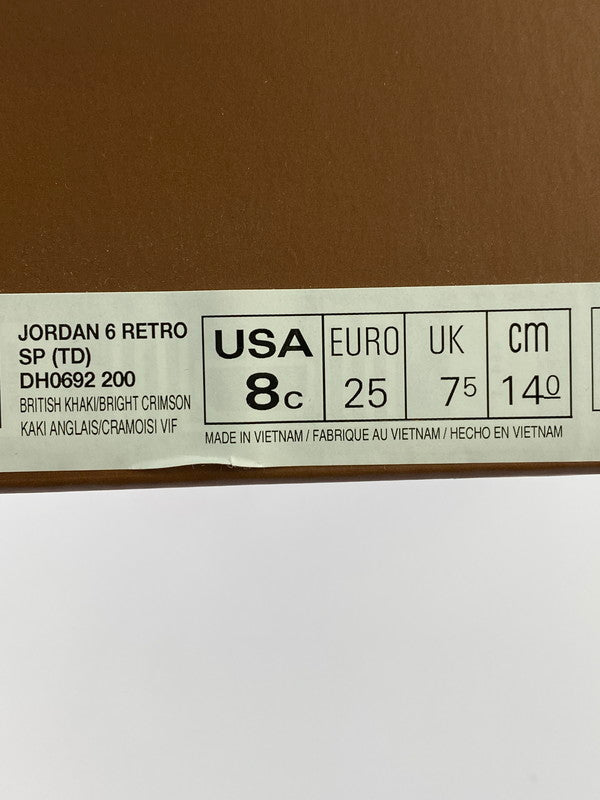 JORDAN 6 RETRO
SP (TD)
DH0692 200
BRITISH KHAKI/BRIGHT CRIMSON
KAKI ANGLAIS/CRAMOISI VIF
USA EURO UK cm
8C 25 75 140
MADE IN VIETNAM / FABRIQUE AU VIETNAM / HECHO EN VIETNAM